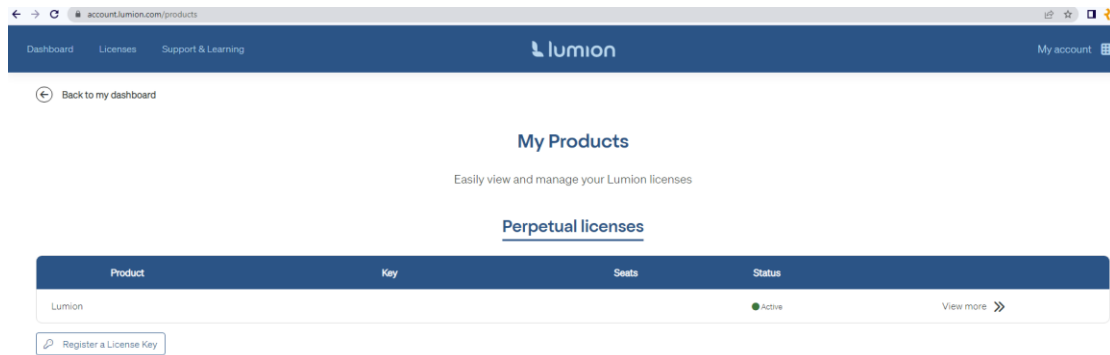 account.lumion.com/products
Dashboard Licenses Support & Learning lumion My account
Back to my dashboard
My Products
Easily view and manage your Lumion licenses
Perpetual licenses
Product Key Seats Status
Lumion Active View more
Register a License Key